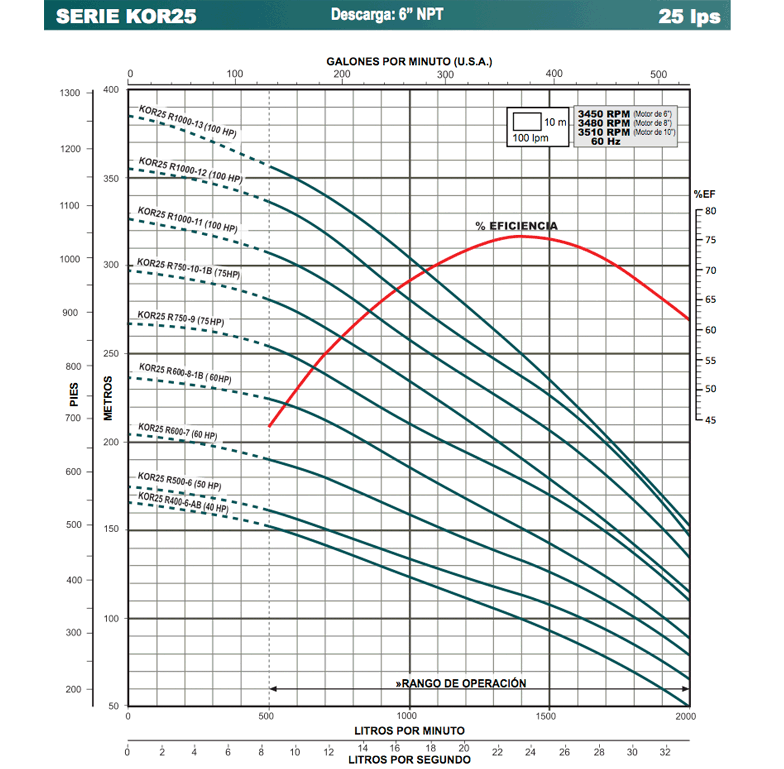 SERIE KOR25
Descarga: 6” NPT
25 lps
GALONES POR MINUTO (U.S.A.)
0 100 200 300 400 500
1300
1200
1100
1000
900
800
700
600
500
400
300
200
PIES
400
350
300
250
200
150
100
50
METROS
KOR25 R1000-13 (100 HP)
KOR25 R1000-12 (100 HP)
KOR25 R1000-11 (100 HP)
KOR25 R750-10-1B (75HP)
KOR25 R750-9 (75HP)
KOR25 R600-8-1B ( 60HP)
KOR25 R600-7 (60 HP)
KOR25 R500-6 (50 HP)
KOR25 R400-6-AB (40 HP)
10 m
100 lpm
3450 RPM (Motor de 6")
3480 RPM (Motor de 8")
3510 RPM (Motor de 10")
60 Hz
% EFICIENCIA
%EF
80
75
70
65
60
55
50
45
»RANGO DE OPERACIÓN
0 500 1000 1500 2000
LITROS POR MINUTO
0 2 4 6 8 10 12 14 16 18 20 22 24 26 28 30 32
LITROS POR SEGUNDO